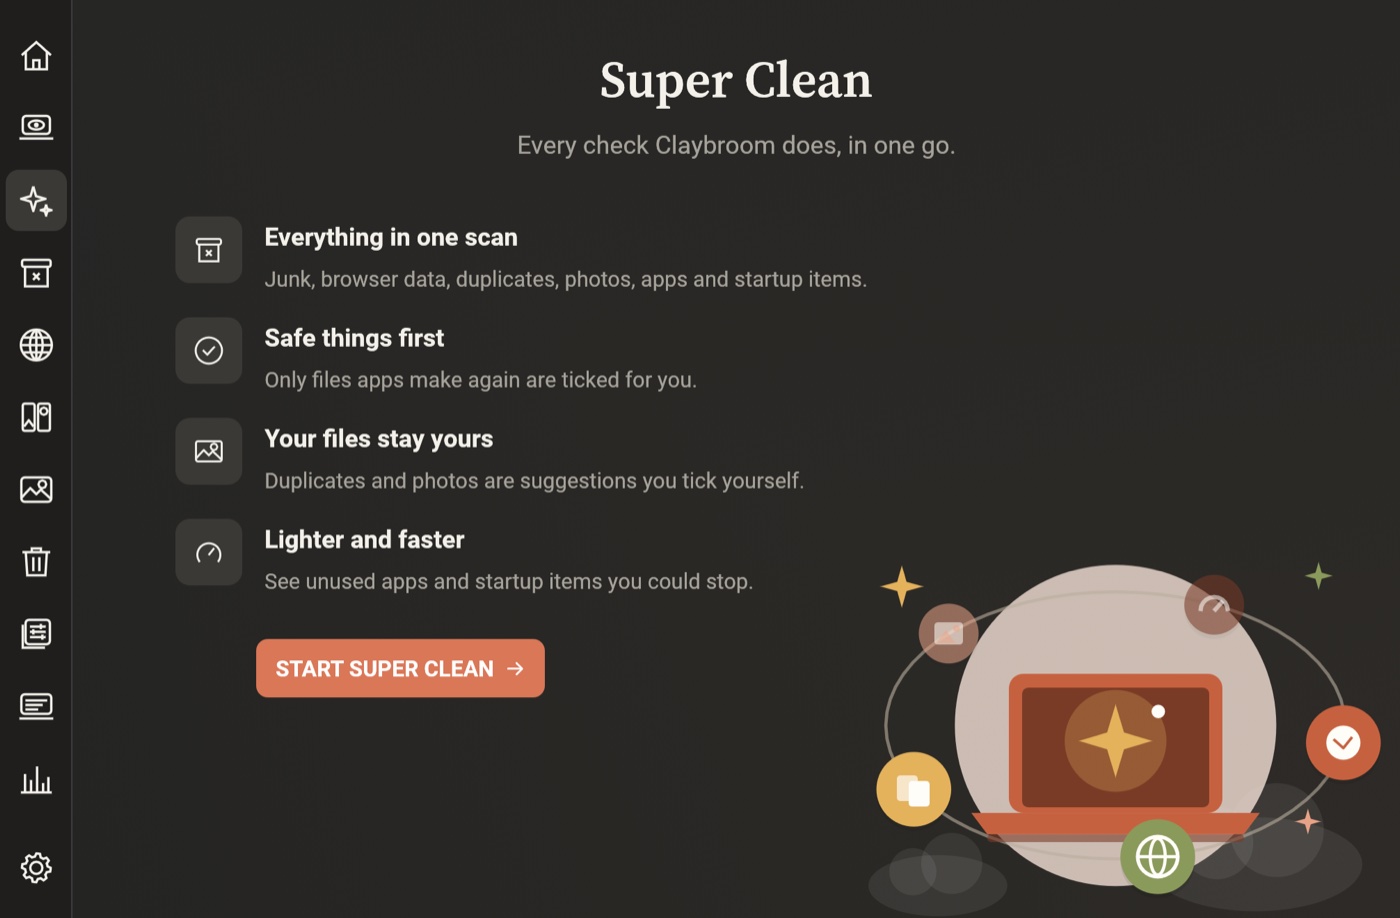 Super Clean
Every check Claybroom does, in one go.
Everything in one scan
Junk, browser data, duplicates, photos, apps and startup items.
Safe things first
Only files apps make again are ticked for you.
Your files stay yours
Duplicates and photos are suggestions you tick yourself.
Lighter and faster
See unused apps and startup items you could stop.
START SUPER CLEAN →